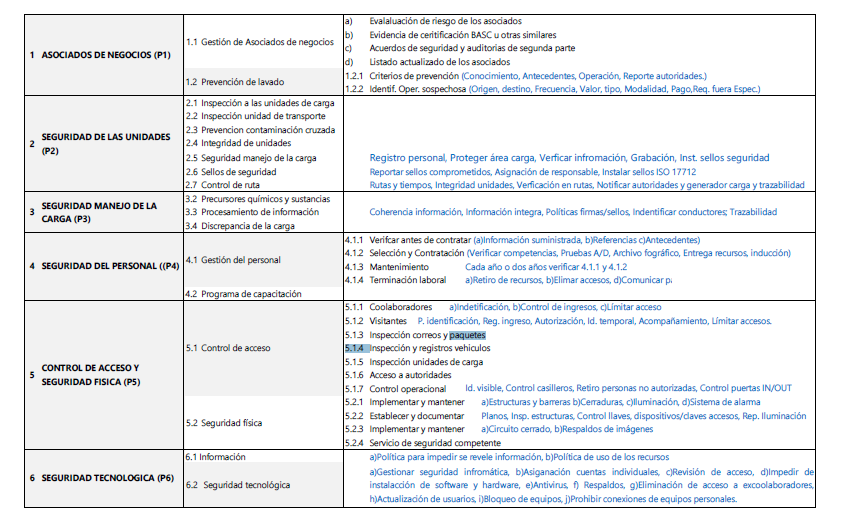 1 ASOCIADOS DE NEGOCIOS (P1)
1.1 Gestión de Asociados de negocios
a) Evalaluación de riesgo de los asociados
b) Evidencia de ceritificación BASC u otras similares
c) Acuerdos de seguridad y auditorias de segunda parte
d) Listado actualizado de los asociados
1.2 Prevención de lavado
1.2.1 Criterios de prevención (Conocimiento, Antecedentes, Operación, Reporte autoridades.)
1.2.2 Identif. Oper. sospechosa (Origen, destino, Frecuencia, Valor, tipo, Modalidad, Pago,Req. fuera Espec.)
2 SEGURIDAD DE LAS UNIDADES
(P2)
2.1 Inspección a las unidades de carga
2.2 Inspección unidad de transporte
2.3 Prevencion contaminación cruzada
2.4 Integridad de unidades
2.5 Seguridad manejo de la carga
Registro personal, Proteger área carga, Verficar infromación, Grabación, Inst. sellos seguridad
2.6 Sellos de seguridad
Reportar sellos comprometidos, Asignación de responsable, Instalar sellos ISO 17712
2.7 Control de ruta
Rutas y tiempos, Integridad unidades, Verficación en rutas, Notificar autoridades y generador carga y trazabilidad
3 SEGURIDAD MANEJO DE LA
CARGA (P3)
3.2 Precursores químicos y sustancias
3.3 Procesamiento de información
3.4 Discrepancia de la carga
Coherencia información, Información integra, Políticas firmas/sellos, Indentificar conductores; Trazabilidad
4 SEGURIDAD DEL PERSONAL ((P4)
4.1 Gestión del personal
4.1.1 Verifcar antes de contratar (a)Información suministrada, b)Referencias c)Antecedentes)
4.1.2 Selección y Contratación (Verificar competencias, Pruebas A/D, Archivo fográfico, Entrega recursos, inducción)
4.1.3 Mantenimiento Cada año o dos años verificar 4.1.1 y 4.1.2
4.1.4 Terminación laboral a)Retiro de recursos, b)Elimar accesos, d)Comunicar
4.2 Programa de capacitación
5 CONTROL DE ACCESO Y
SEGURIDAD FISICA (P5)
5.1 Control de acceso
5.1.1 Coolaboradores a)Indetificación, b)Control de ingresos, c)Límitar acceso
5.1.2 Visitantes P. identificación, Reg. ingreso, Autorización, Id. temporal, Acompañamiento, Límitar accesos.
5.1.3 Inspección correos y paquetes
5.1.4 Inspección y registros vehiculos
5.1.5 Inspección unidades de carga
5.1.6 Acceso a autoridades
5.1.7 Control operacional Id. visible, Control casilleros, Retiro personas no autorizadas, Control puertas IN/OUT
5.2 Seguridad física
5.2.1 Implementar y mantener a)Estructuras y barreras b)Cerraduras, c)Iluminación, d)Sistema de alarma
5.2.2 Establecer y documentar Planos, Insp. estructuras, Control llaves, dispositivos/claves accesos, Rep. Iluminación
5.2.3 Implementar y mantener a)Circuito cerrado, b)Respaldos de imágenes
5.2.4 Servicio de seguridad competente
6 SEGURIDAD TECNOLOGICA (P6)
6.1 Información
a)Política para impedir se revele información, b)Política de uso de los recursos
6.2 Seguridad tecnológica
a)Gestionar seguridad infromática, b)Asiganación cuentas individuales, c)Revisión de acceso, d)Impedir de
instalacción de software y hardware, e)Antivirus, f) Respaldos, g)Eliminación de acceso a excoolaboradores,
h)Actualización de usuarios, i)Bloqueo de equipos, j)Prohibir conexiones de equipos personales.